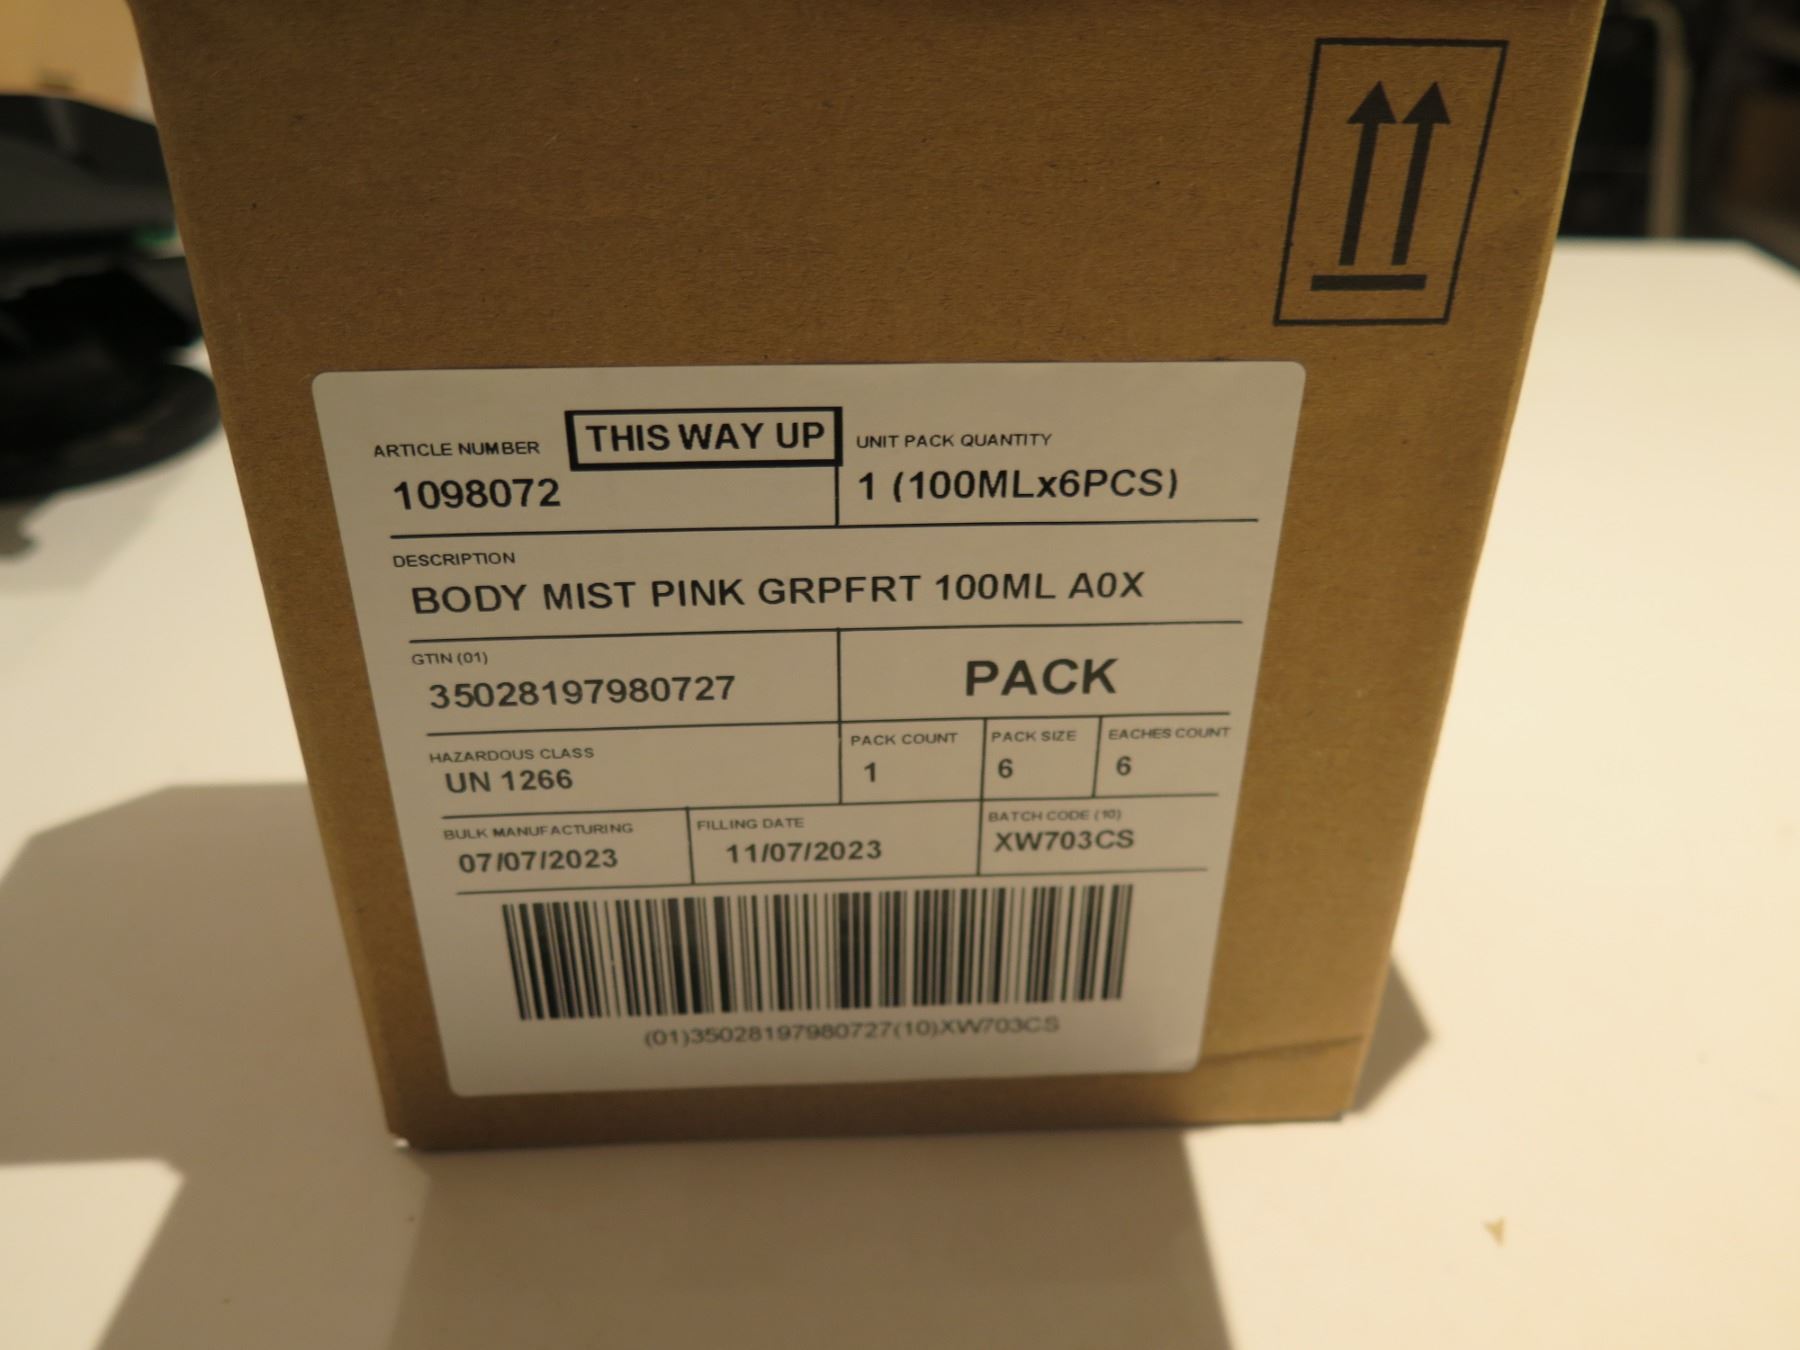 THIS WAY UP
ARTICLE NUMBER
1098072
UNIT PACK QUANTITY
1 (100MLx6PCS)
DESCRIPTION
BODY MIST PINK GRPFRT 100ML A0X
GTIN (01)
35028197980727
PACK
HAZARDOUS CLASS
UN 1266
PACK COUNT
1
PACK SIZE
6
EACHES COUNT
6
BULK MANUFACTURING
07/07/2023
FILLING DATE
11/07/2023
BATCH CODE (10)
XW703CS
(01)35028197980727(10)XW703CS